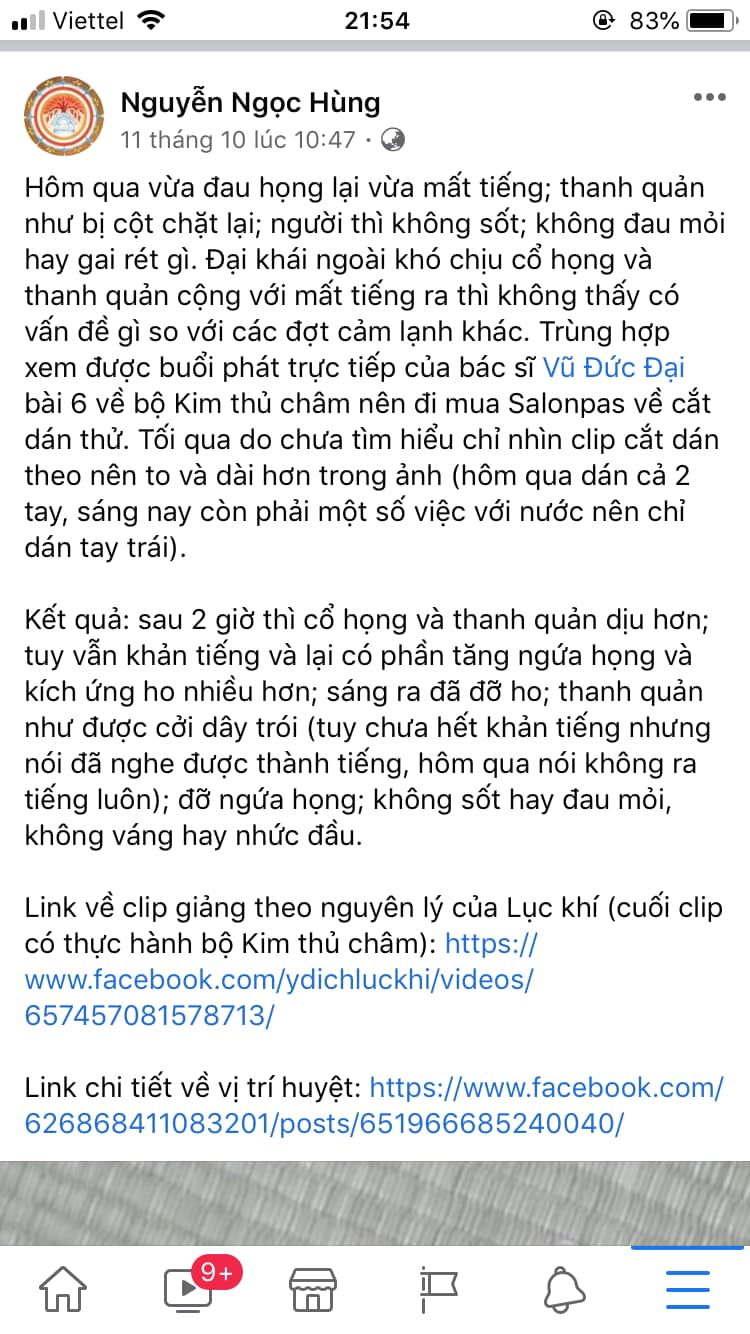 Viettel 21:54 83%
Nguyễn Ngọc Hùng
11 tháng 10 lúc 10:47 ·
Hôm qua vừa đau họng lại vừa mất tiếng; thanh quản
như bị cột chặt lại; người thì không sốt; không đau mỏi
hay gai rét gì. Đại khái ngoài khó chịu cổ họng và
thanh quản cộng với mất tiếng ra thì không thấy có
vấn đề gì so với các đợt cảm lạnh khác. Trùng hợp
xem được buổi phát trực tiếp của bác sĩ Vũ Đức Đại
bài 6 về bộ Kim thủ châm nên đi mua Salonpas về cắt
dán thử. Tối qua do chưa tìm hiểu chỉ nhìn clip cắt dán
theo nên to và dài hơn trong ảnh (hôm qua dán cả 2
tay, sáng nay còn phải một số việc với nước nên chỉ
dán tay trái).
Kết quả: sau 2 giờ thì cổ họng và thanh quản dịu hơn;
tuy vẫn khản tiếng và lại có phần tăng ngứa họng và
kích ứng ho nhiều hơn; sáng ra đã đỡ ho; thanh quản
như được cởi dây trói (tuy chưa hết khản tiếng nhưng
nói đã nghe được thành tiếng, hôm qua nói không ra
tiếng luôn); đỡ ngứa họng; không sốt hay đau mỏi,
không váng hay nhức đầu.
Link về clip giảng theo nguyên lý của Lục khí (cuối clip
có thực hành bộ Kim thủ châm): https://
www.facebook.com/ydichluckhi/videos/
657457081578713/
Link chi tiết về vị trí huyệt: https://www.facebook.com/
626868411083201/posts/651966685240040/
9+